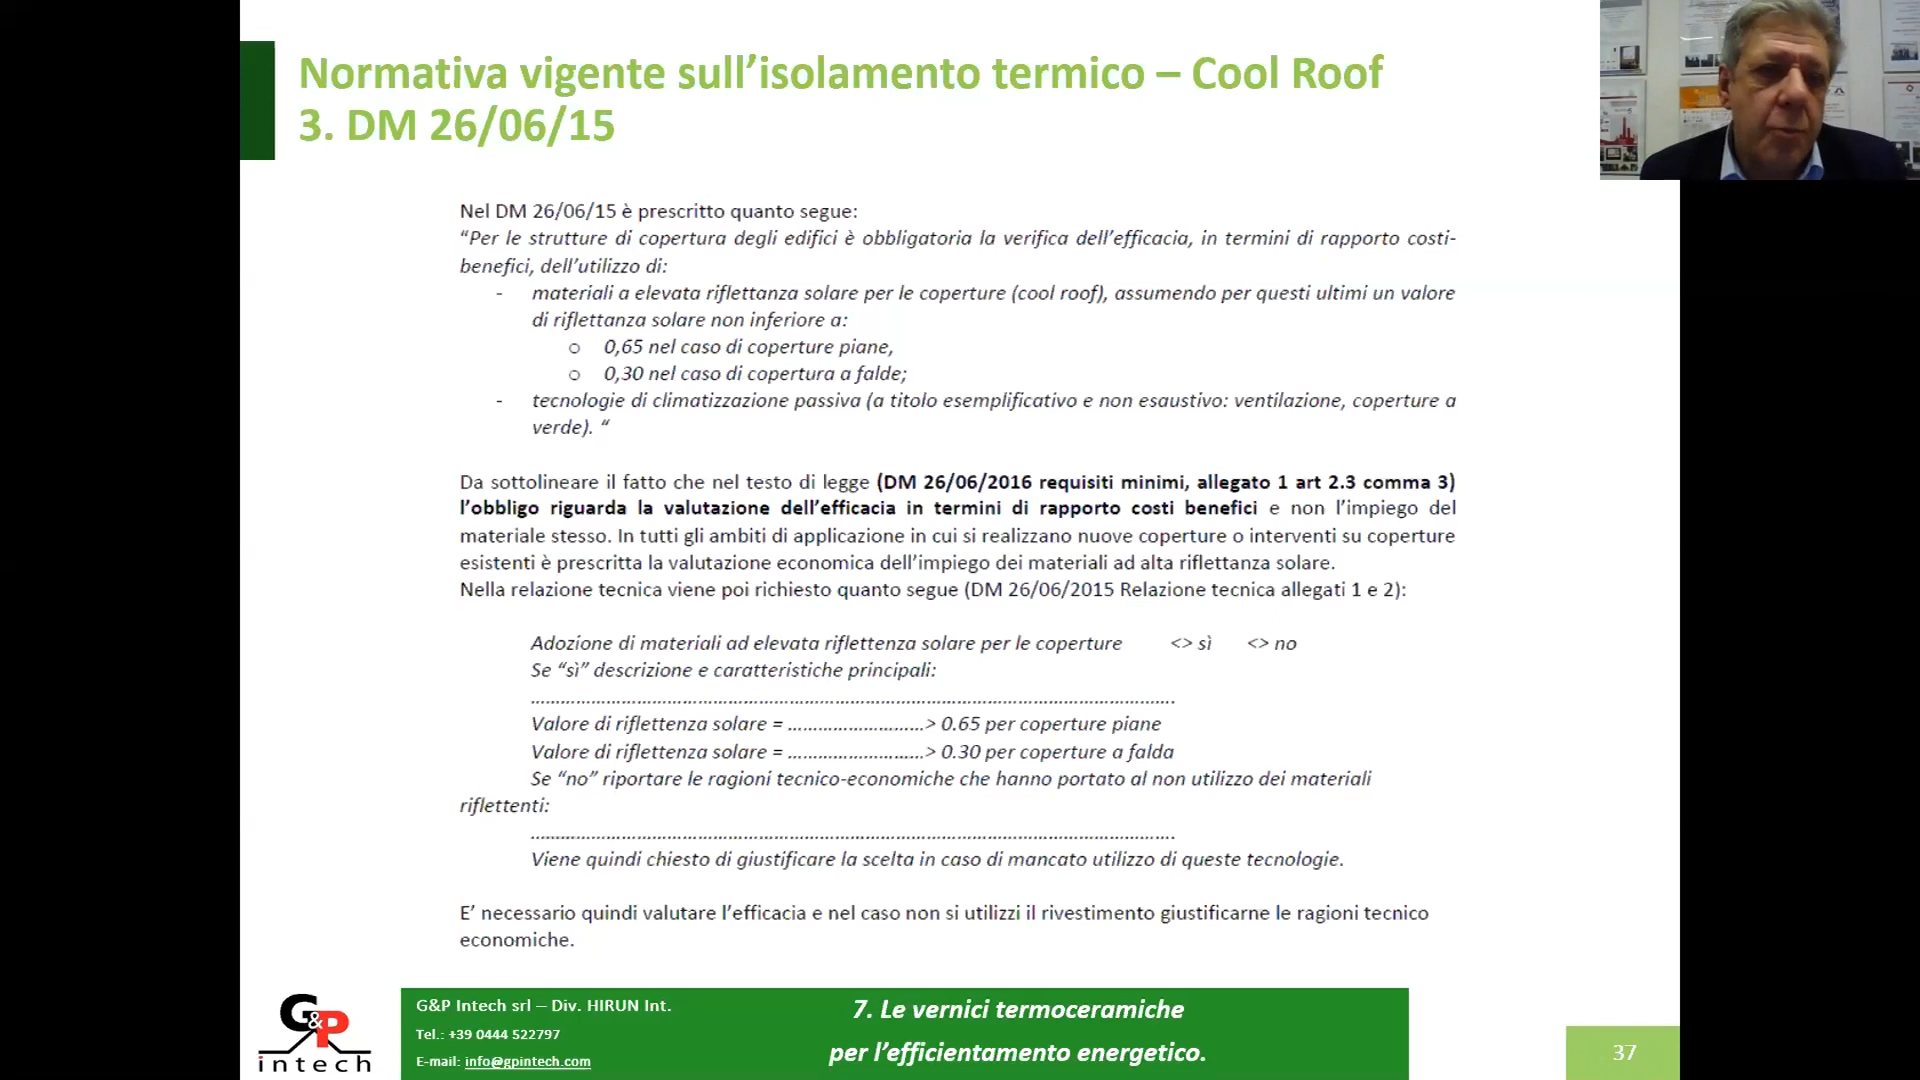 Normativa vigente sull’isolamento termico – Cool Roof
3. DM 26/06/15
Nel DM 26/06/15 è prescritto quanto segue:
“Per le strutture di copertura degli edifici è obbligatoria la verifica dell’efficacia, in termini di rapporto costi-
benefici, dell’utilizzo di:
- materiali a elevata riflettanza solare per le coperture (cool roof), assumendo per questi ultimi un valore
di riflettanza solare non inferiore a:
o 0,65 nel caso di coperture piane,
o 0,30 nel caso di copertura a falde;
- tecnologie di climatizzazione passiva (a titolo esemplificativo e non esaustivo: ventilazione, coperture a
verde). “
Da sottolineare il fatto che nel testo di legge (DM 26/06/2016 requisiti minimi, allegato 1 art 2.3 comma 3)
l’obbligo riguarda la valutazione dell’efficacia in termini di rapporto costi benefici e non l’impiego del
materiale stesso. In tutti gli ambiti di applicazione in cui si realizzano nuove coperture o interventi su coperture
esistenti è prescritta la valutazione economica dell’impiego dei materiali ad alta riflettanza solare.
Nella relazione tecnica viene poi richiesto quanto segue (DM 26/06/2015 Relazione tecnica allegati 1 e 2):
Adozione di materiali ad elevata riflettenza solare per le coperture <> sì <> no
Se “sì” descrizione e caratteristiche principali:
……………………………………………………………………………………………………….
Valore di riflettenza solare = ……………………..> 0.65 per coperture piane
Valore di riflettenza solare = ……………………..> 0.30 per coperture a falda
Se “no” riportare le ragioni tecnico-economiche che hanno portato al non utilizzo dei materiali
riflettenti:
……………………………………………………………………………………………………….
Viene quindi chiesto di giustificare la scelta in caso di mancato utilizzo di queste tecnologie.
E’ necessario quindi valutare l’efficacia e nel caso non si utilizzi il rivestimento giustificarne le ragioni tecnico
economiche.
G&P
intech
G&P Intech srl – Div. HIRUN Int.
Tel.: +39 0444 522797
E-mail: info@gpintech.com
7. Le vernici termoceramiche
per l’efficientamento energetico.
37